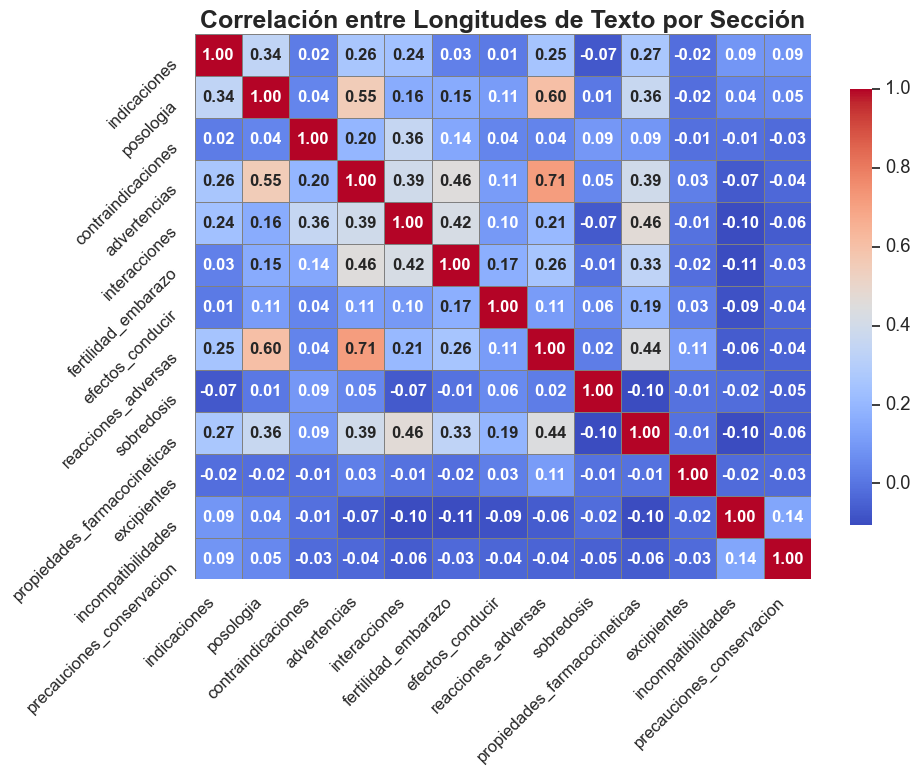 Correlación entre Longitudes de Texto por Sección
indicaciones 1.00 0.34 0.02 0.26 0.24 0.03 0.01 0.25 -0.07 0.27 -0.02 0.09 0.09
posologia 0.34 1.00 0.04 0.55 0.16 0.15 0.11 0.60 0.01 0.36 -0.02 0.04 0.05
contraindicaciones 0.02 0.04 1.00 0.20 0.36 0.14 0.04 0.04 0.09 0.09 -0.01 -0.01 -0.03
advertencias 0.26 0.55 0.20 1.00 0.39 0.46 0.11 0.71 0.05 0.39 0.03 -0.07 -0.04
interacciones 0.24 0.16 0.36 0.39 1.00 0.42 0.10 0.21 -0.07 0.46 -0.01 -0.10 -0.06
fertilidad_embarazo 0.03 0.15 0.14 0.46 0.42 1.00 0.17 0.26 -0.01 0.33 -0.02 -0.11 -0.03
efectos_conducir 0.01 0.11 0.04 0.11 0.10 0.17 1.00 0.11 0.06 0.19 0.03 -0.09 -0.04
reacciones_adversas 0.25 0.60 0.04 0.71 0.21 0.26 0.11 1.00 0.02 0.44 0.11 -0.06 -0.04
sobredosis -0.07 0.01 0.09 0.05 -0.07 -0.01 0.06 0.02 1.00 -0.10 -0.01 -0.02 -0.05
propiedades_farmacocineticas 0.27 0.36 0.09 0.39 0.46 0.33 0.19 0.44 -0.10 1.00 -0.01 -0.10 -0.06
excipientes -0.02 -0.02 -0.01 0.03 -0.01 -0.02 0.03 0.11 -0.01 -0.01 1.00 -0.02 -0.03
incompatibilidades 0.09 0.04 -0.01 -0.07 -0.10 -0.11 -0.09 -0.06 -0.02 -0.10 -0.02 1.00 0.14
precauciones_conservacion 0.09 0.05 -0.03 -0.04 -0.06 -0.03 -0.04 -0.04 -0.05 -0.06 -0.03 0.14 1.00
indicaciones
posologia
contraindicaciones
advertencias
interacciones
fertilidad_embarazo
efectos_conducir
reacciones_adversas
sobredosis
propiedades_farmacocineticas
excipientes
incompatibilidades
precauciones_conservacion
1.0
0.8
0.6
0.4
0.2
0.0